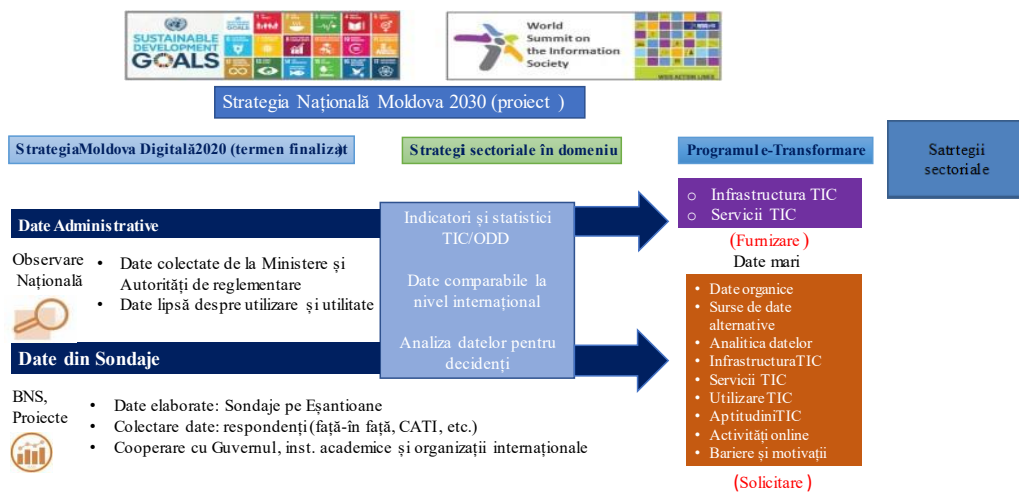 SUSTAINABLE
DEVELOPMENT
GOALS
World
Summit on
the Information
Society
Strategia Națională Moldova 2030 (proiect )
StrategiaMoldova Digitală2020 (termen finalizat)
Strategi sectoriale în domeniu
Programul e-Transformare
Satrtegii
sectoriale
Date Administrative
Observare
Națională
• Date colectate de la Ministere și
Autorități de reglementare
• Date lipsă despre utilizare și utilitate
Indicatori și statistici
TIC/ODD
Date comparabile la
nivel internațional
Analiza datelor pentru
decidenți
o Infrastructura TIC
o Servicii TIC
(Furnizare )
Date mari
• Date organice
• Surse de date
alternative
• Analitica datelor
• InfrastructuraTIC
• Servicii TIC
• Utilizare TIC
• AptitudiniTIC
• Activități online
• Bariere și motivații
(Solicitare )
Date din Sondaje
BNS,
Proiecte
• Date elaborate: Sondaje pe Eșantioane
• Colectare date: respondenți (față-în față, CATI, etc.)
• Cooperare cu Guvernul, inst. academice și organizații internaționale